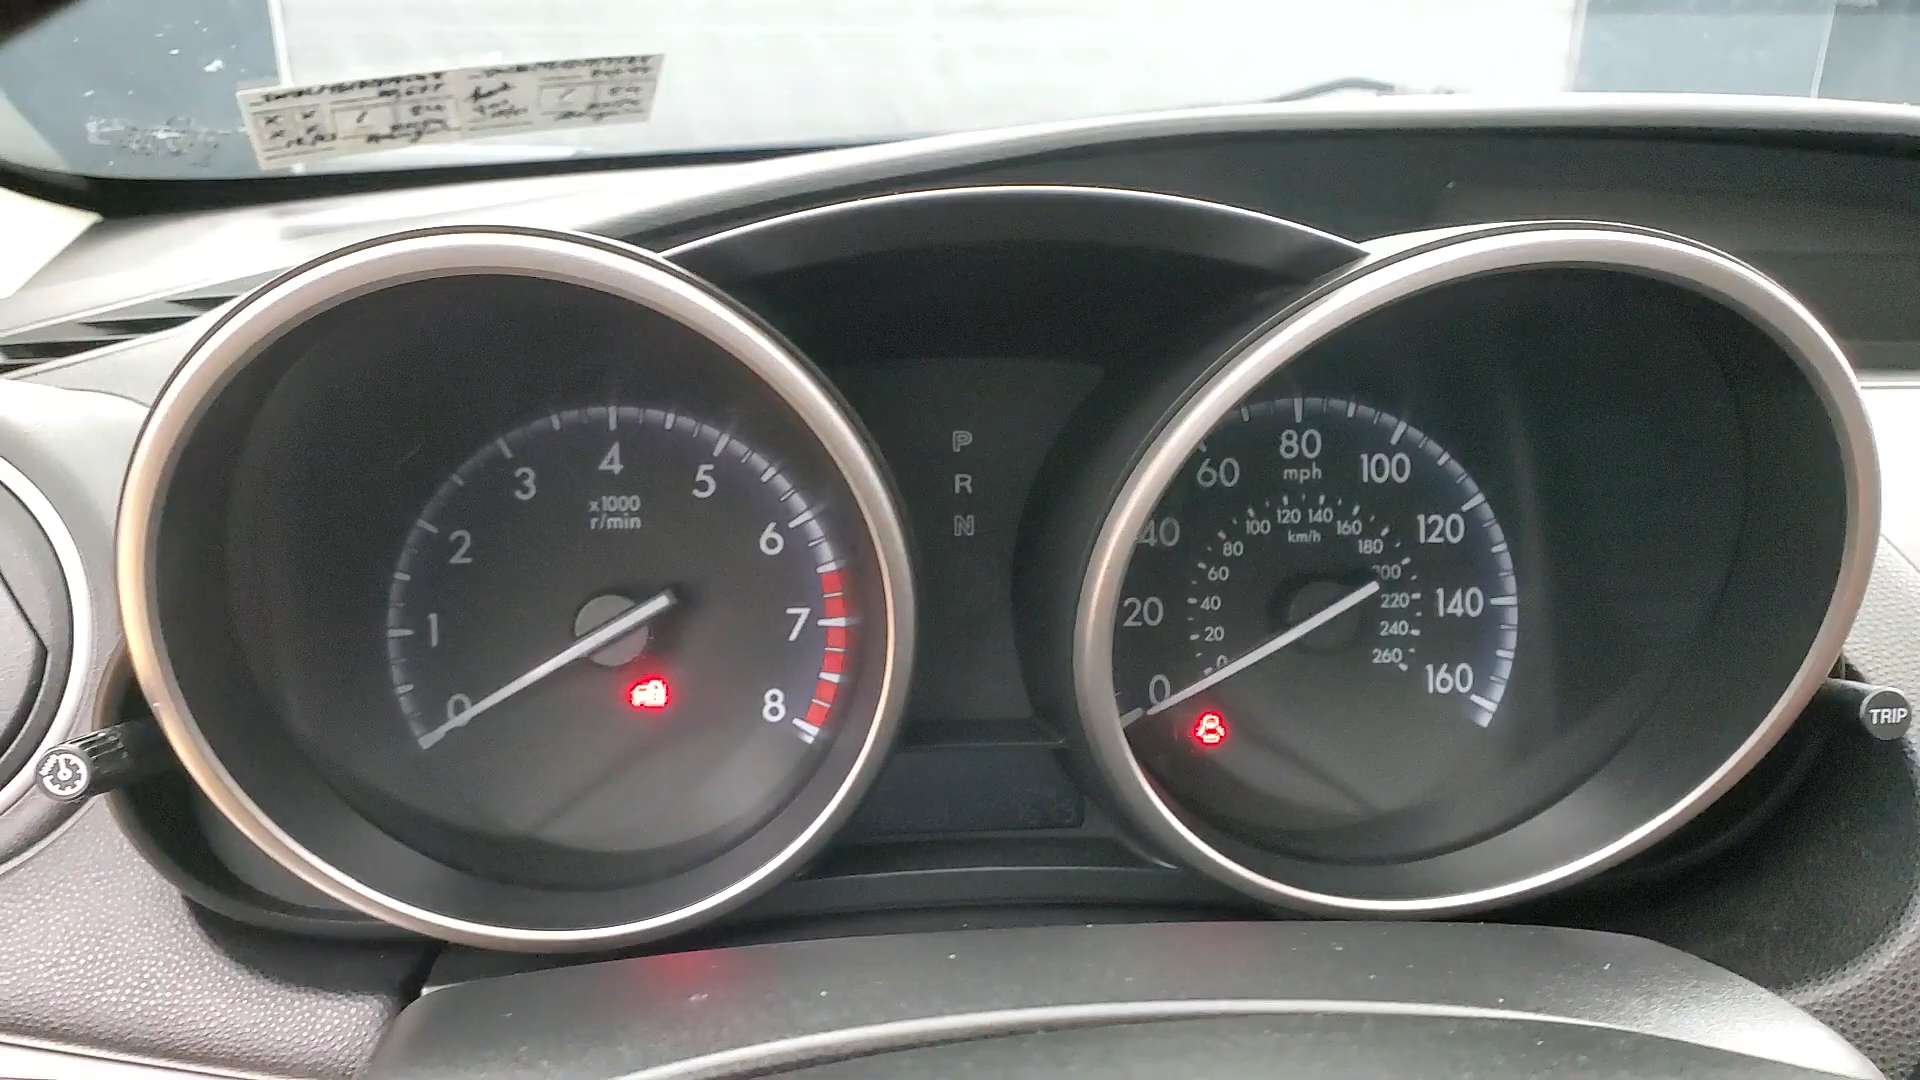 3 4 5
x1000
r/min
2 6
1 7
0 8
P
R
N
80
mph
60 100
40 120
20 140
0 160
100 120 140 160
km/h
80 180
60 200
40 220
20 240
0 260
TRIP